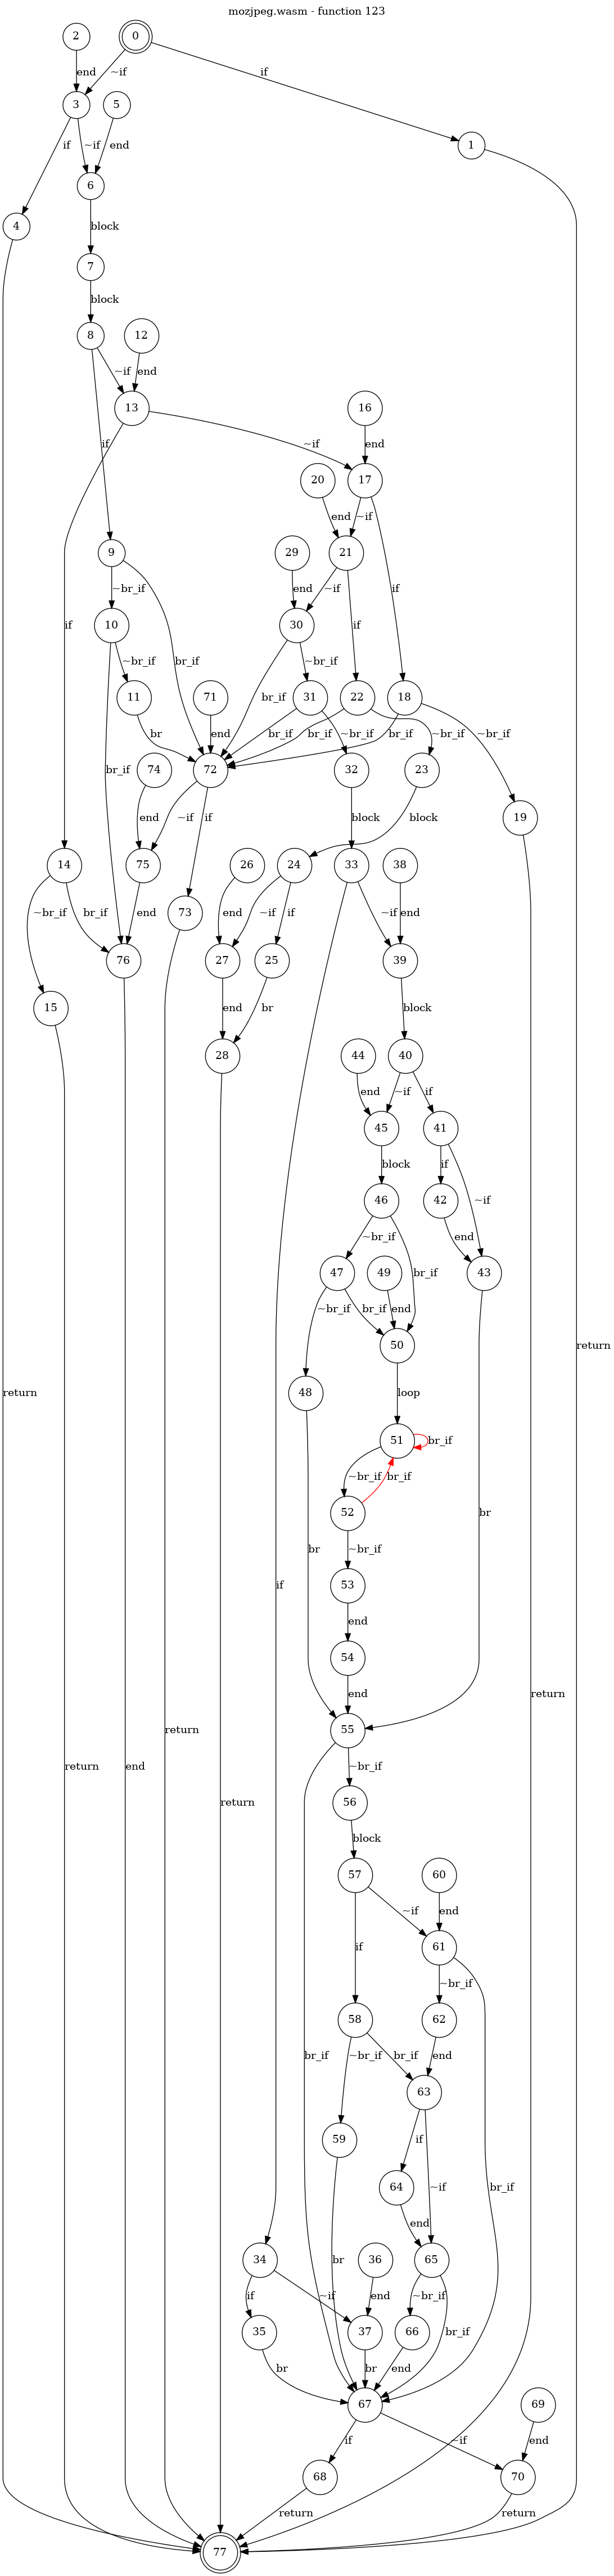 mozjpeg.wasm - function 123
2 0
end ~if if
3 5 1
if ~if end
6
4
block
7
block
8 12
~if end
13 16
if ~if end
20 17
end ~if
9 29 21 if
~br_if end ~if if
if 10 br_if 30
~br_if ~br_if
11 71 31 22 18
br end br_if br_if ~br_if br_if ~br_if br_if ~br_if
br_if 74 72 32 23
end ~if if block block 19
14 75 26 24 33 38
~br_if br_if end 73 end ~if if ~if end
76 27 25 39
15 end br block
28 44 40
end ~if if
45 41
block if ~if
46 42
~br_if br_if end
47 49 43
~br_if br_if end
50
return 48 loop return
51 br_if
~br_if br_if
br 52 br
~br_if
if 53
end
54 return
end
return 55
return end ~br_if
return 56
block
57 60
~if end
if 61
~br_if
58 62
br_if ~br_if br_if end
63
59 if
64 ~if br_if
end
34 br 36 65
if ~if end ~br_if
35 37 66 br_if
br br end
67 69
if ~if end
68 70
return return
77